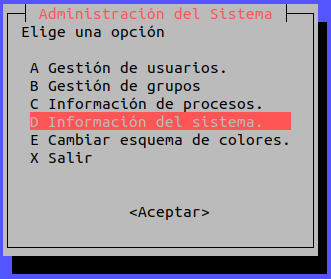 Administración del Sistema
Elige una opción
A Gestión de usuarios.
B Gestión de grupos
C Información de procesos.
D Información del sistema.
E Cambiar esquema de colores.
X Salir
<Aceptar>